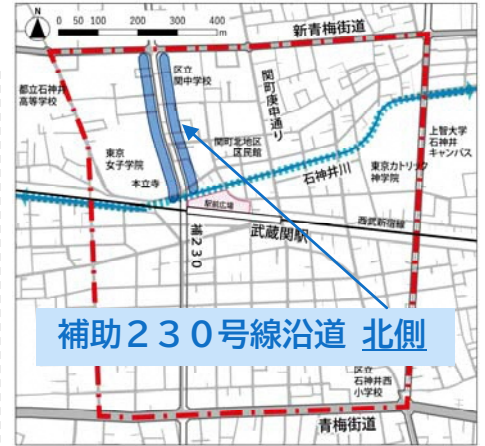 N
0 50 100 200 300 400
m
新青梅街道
区立
関中学校
都立石神井
高等学校
関町庚申通り
東京
女子学院
関町北地区
区民館
上智大学
石神井
キャンパス
石神井川
東京カトリック
神学院
本立寺
駅前広場
西武新宿線
武蔵関駅
補230
補助230号線沿道 北側
区立
石神井西
小学校
青梅街道